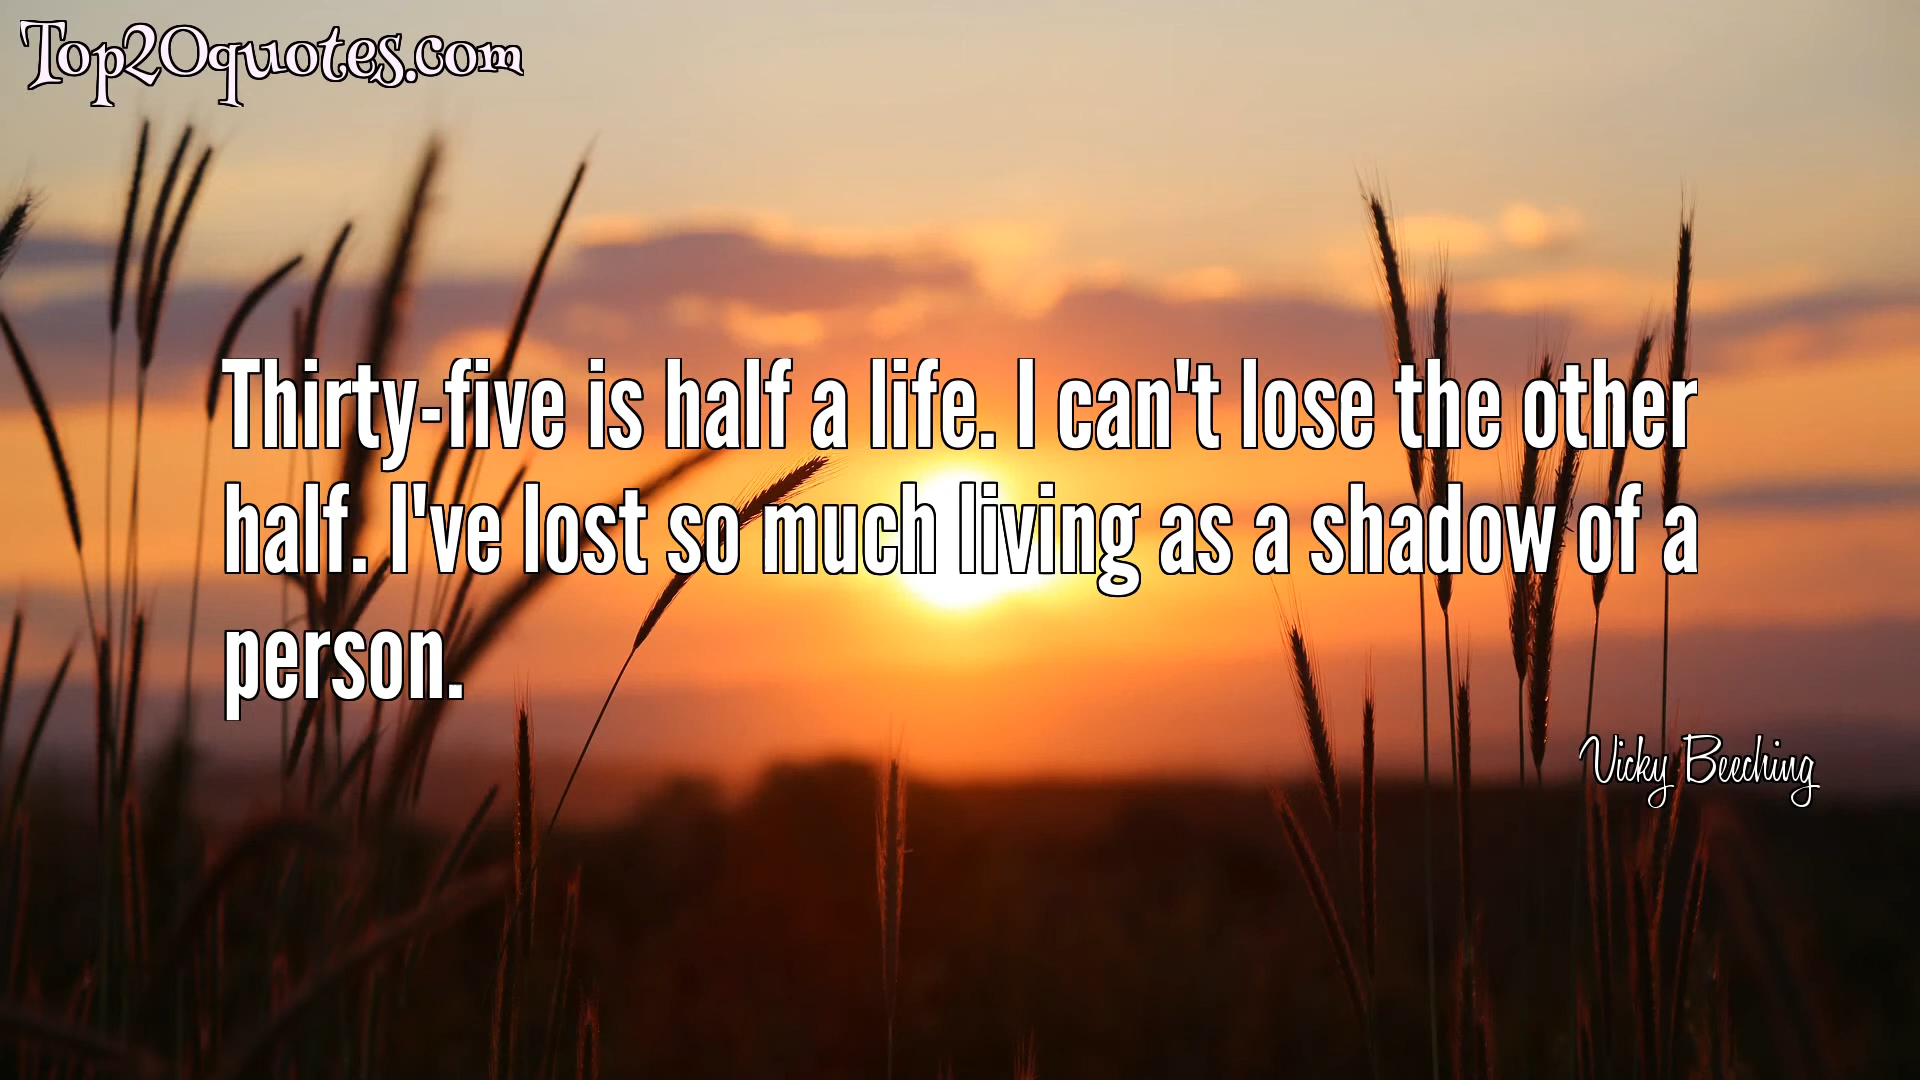 Top20quotes.com
Thirty-five is half a life. I can't lose the other
half. I've lost so much living as a shadow of a
person.
Vicky Beeching